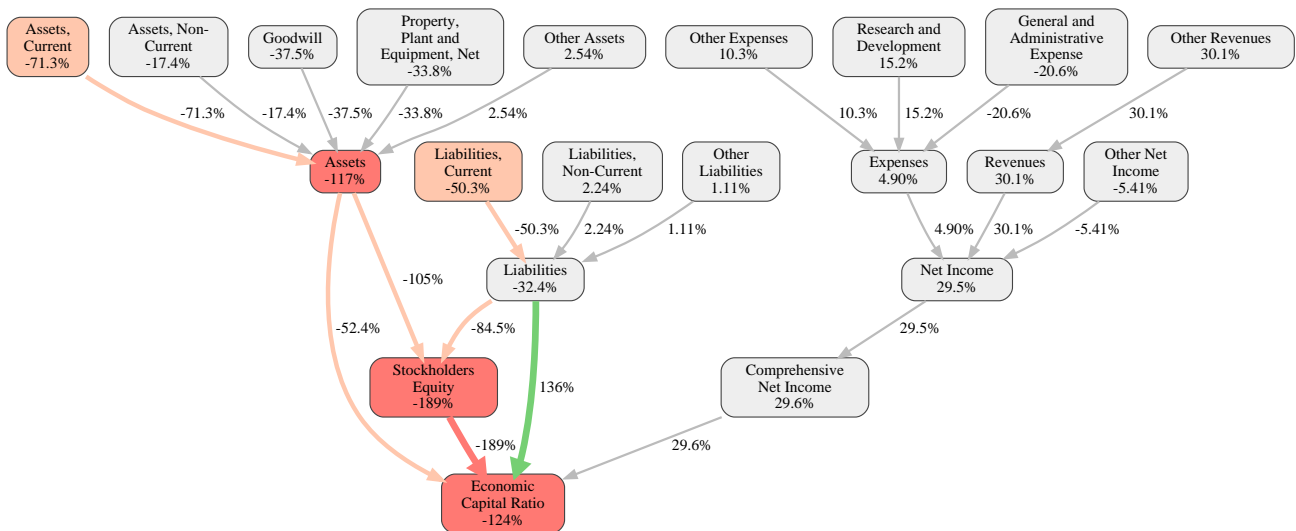 Assets,
Current
-71.3%
Assets, Non-
Current
-17.4%
Goodwill
-37.5%
Property,
Plant and
Equipment, Net
-33.8%
Other Assets
2.54%
Other Expenses
10.3%
Research and
Development
15.2%
General and
Administrative
Expense
-20.6%
Other Revenues
30.1%
-71.3%
-17.4%
-37.5%
-33.8%
2.54%
10.3%
15.2%
-20.6%
30.1%
Assets
-117%
Liabilities,
Current
-50.3%
Liabilities,
Non-Current
2.24%
Other
Liabilities
1.11%
Expenses
4.90%
Revenues
30.1%
Other Net
Income
-5.41%
-50.3%
2.24%
1.11%
4.90%
30.1%
-5.41%
Liabilities
-32.4%
Net Income
29.5%
-105%
-52.4%
-84.5%
29.5%
Stockholders
Equity
-189%
136%
Comprehensive
Net Income
29.6%
-189%
29.6%
Economic
Capital Ratio
-124%